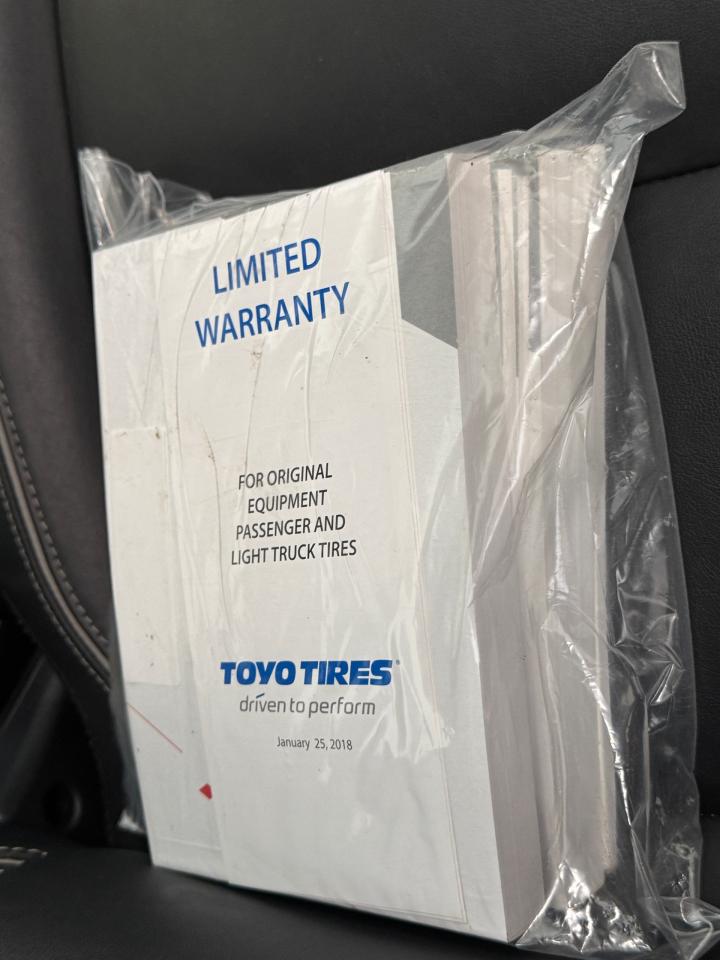 LIMITED
WARRANTY
FOR ORIGINAL
EQUIPMENT
PASSENGER AND
LIGHT TRUCK TIRES
TOYO TIRES®
driven to perform
January 25, 2018